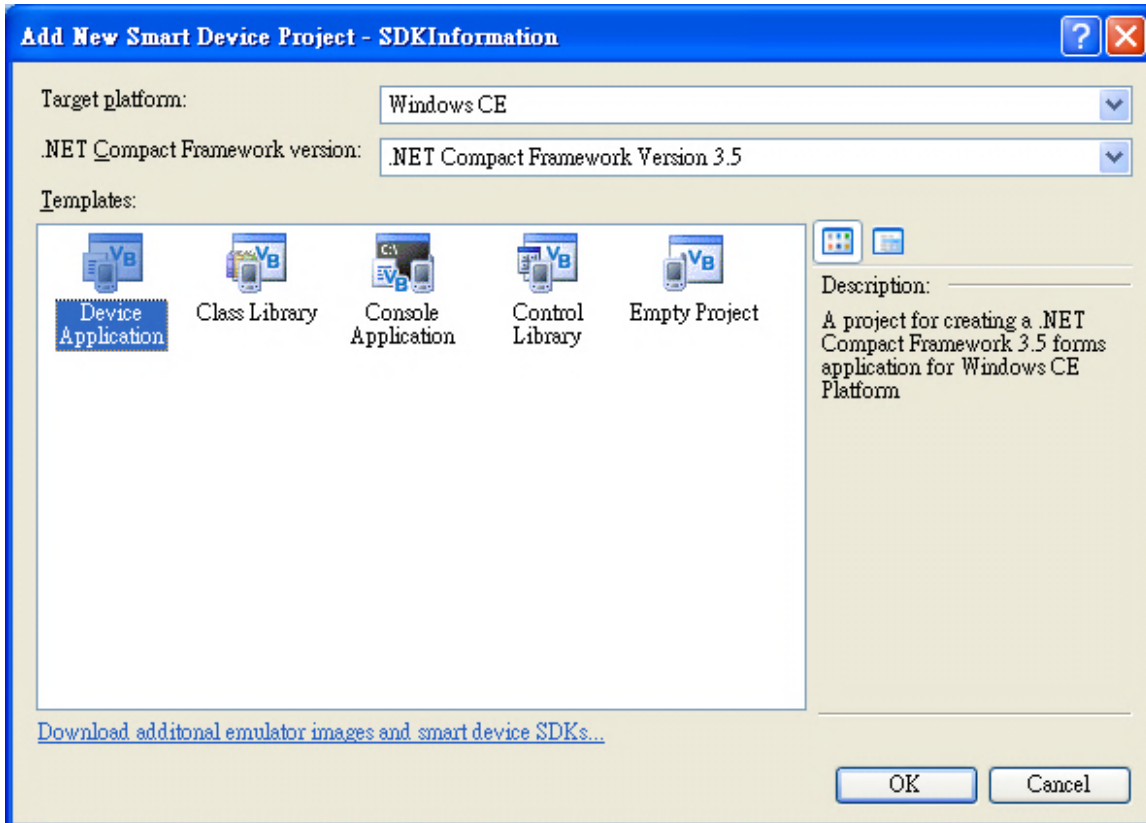 Add New Smart Device Project - SDKInformation
Target platform:
Windows CE
.NET Compact Framework version:
.NET Compact Framework Version 3.5
Templates:
Device
Application
Class Library
Console
Application
Control
Library
Empty Project
Description:
A project for creating a .NET
Compact Framework 3.5 forms
application for Windows CE
Platform
Download additonal emulator images and smart device SDKs...
OK
Cancel